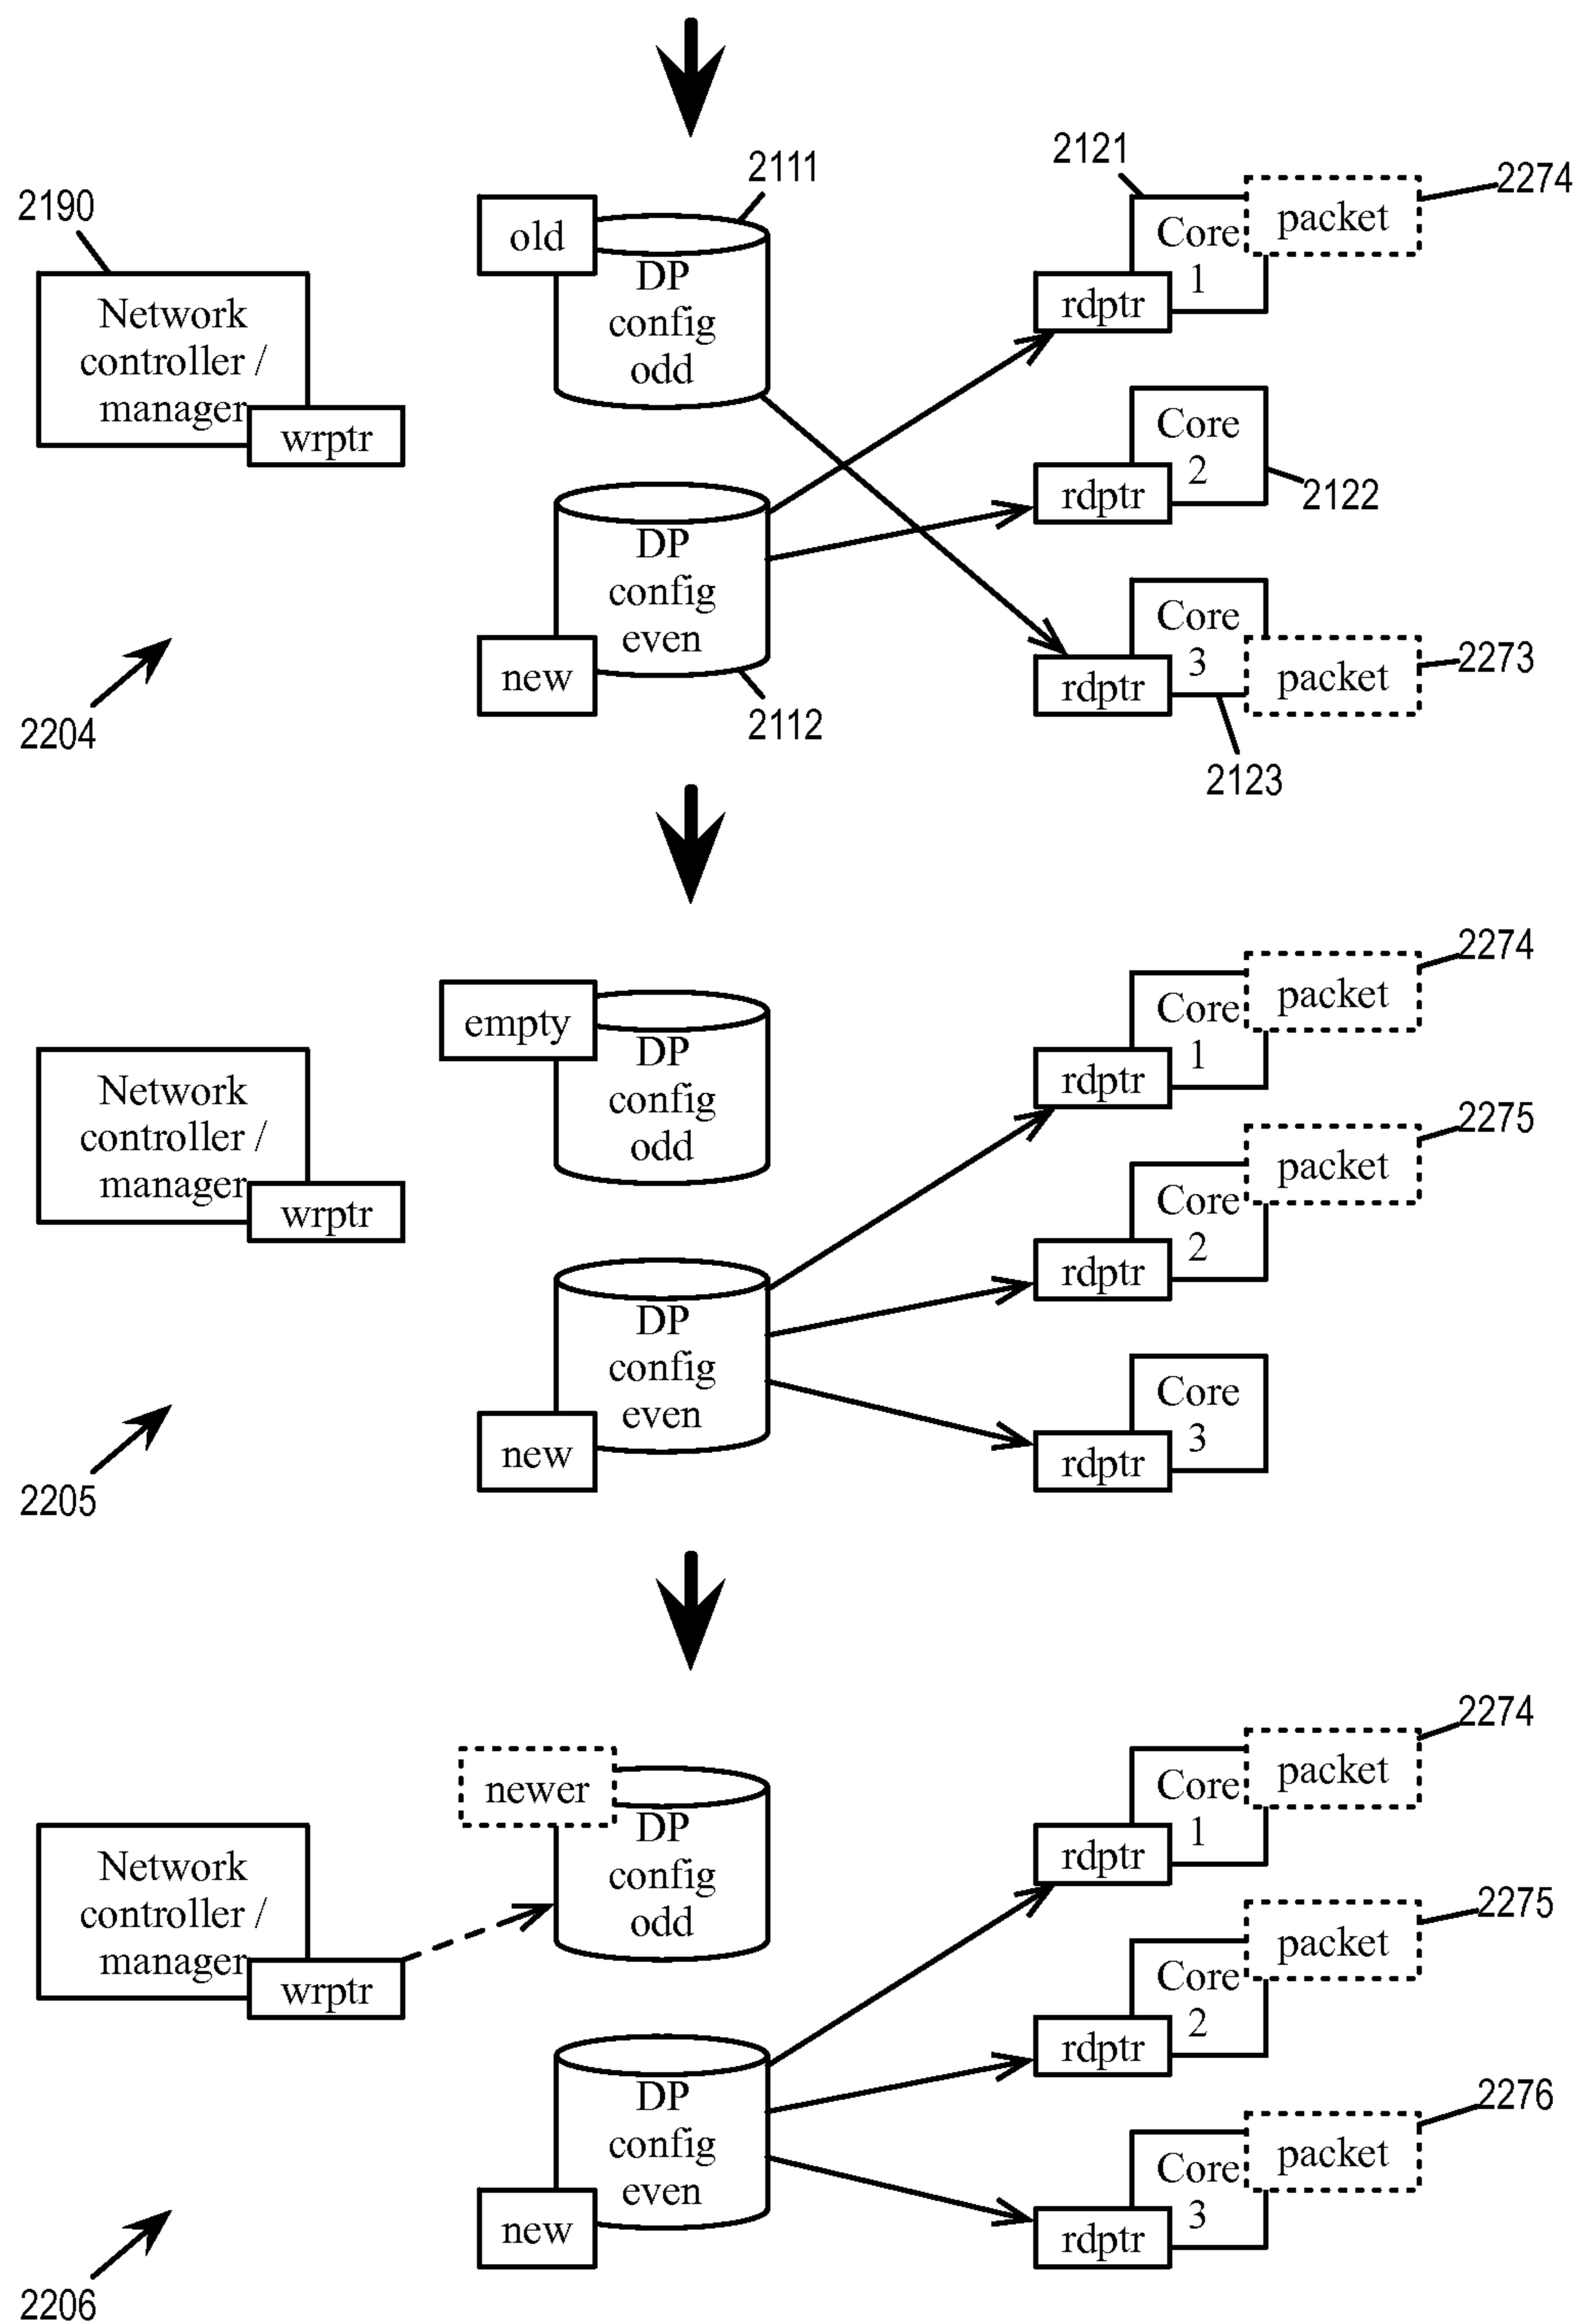 2111
2121
2274
2190
old
Core
packet
DP
1
config
odd
rdptr
Network
controller /
manager
wrptr
Core
2
rdptr
2122
DP
config
even
Core
3
packet
2273
new
rdptr
2204
2112
2123
2274
empty
Core
packet
DP
1
config
odd
rdptr
Network
controller /
manager
wrptr
2275
packet
Core
2
rdptr
DP
config
even
Core
3
new
rdptr
2205
2274
newer
Core
packet
DP
1
config
odd
rdptr
Network
controller /
manager
wrptr
2275
packet
Core
2
rdptr
DP
config
even
2276
packet
Core
3
new
rdptr
2206